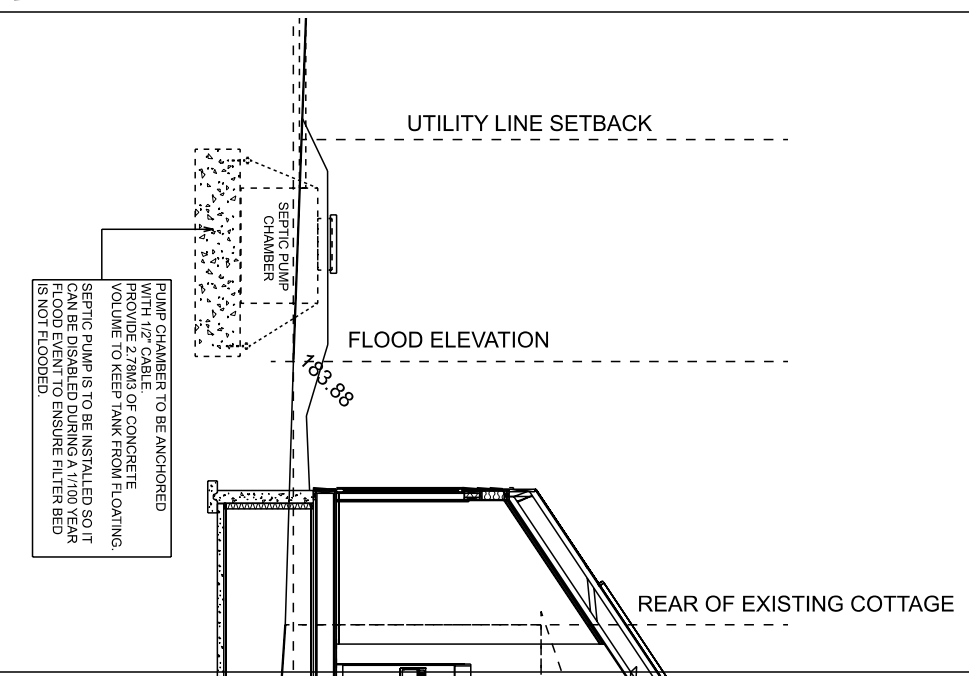 UTILITY LINE SETBACK
SEPTIC PUMP
CHAMBER
FLOOD ELEVATION
183.88
PUMP CHAMBER TO BE ANCHORED
WITH 1/2" CABLE.
PROVIDE 2.78M3 OF CONCRETE
VOLUME TO KEEP TANK FROM FLOATING.
SEPTIC PUMP IS TO BE INSTALLED SO IT
CAN BE DISABLED DURING A 1/100 YEAR
FLOOD EVENT TO ENSURE FILTER BED
IS NOT FLOODED.
REAR OF EXISTING COTTAGE